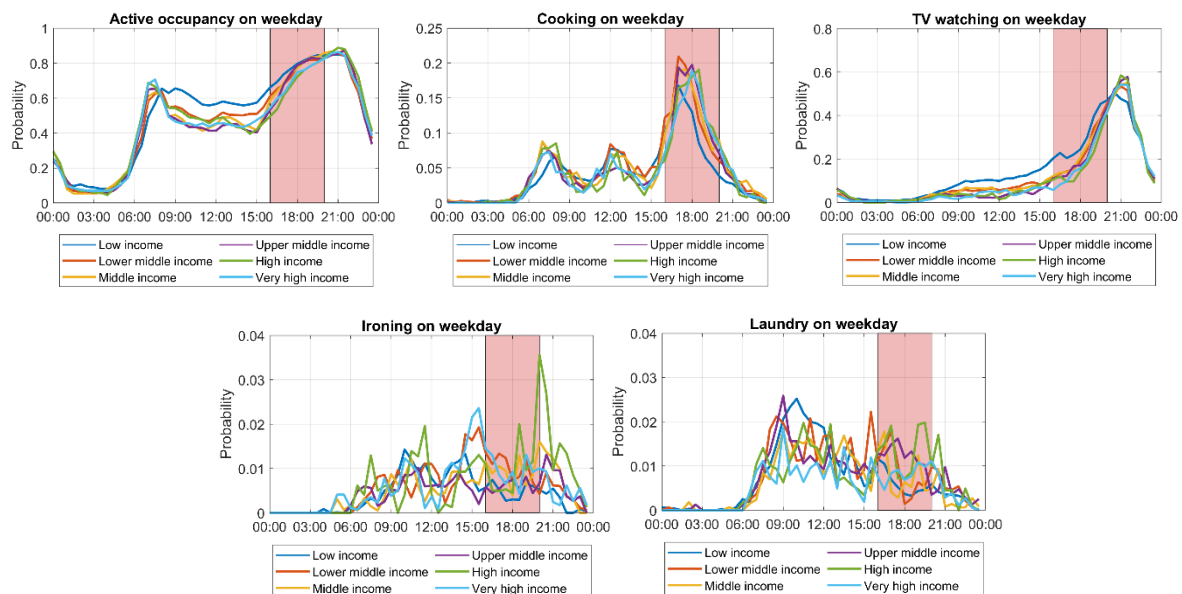 Active occupancy on weekday
Probability
1
0.8
0.6
0.4
0.2
0
00:00 03:00 06:00 09:00 12:00 15:00 18:00 21:00 00:00
Low income
Lower middle income
Middle income
Upper middle income
High income
Very high income
Cooking on weekday
Probability
0.25
0.20
0.15
0.10
0.05
0
00:00 03:00 06:00 09:00 12:00 15:00 18:00 21:00 00:00
Low income
Lower middle income
Middle income
Upper middle income
High income
Very high income
TV watching on weekday
Probability
0.8
0.6
0.4
0.2
0
00:00 03:00 06:00 09:00 12:00 15:00 18:00 21:00 00:00
Low income
Lower middle income
Middle income
Upper middle income
High income
Very high income
Ironing on weekday
Probability
0.04
0.03
0.02
0.01
0
00:00 03:00 06:00 09:00 12:00 15:00 18:00 21:00 00:00
Low income
Lower middle income
Middle income
Upper middle income
High income
Very high income
Laundry on weekday
Probability
0.04
0.03
0.02
0.01
0
00:00 03:00 06:00 09:00 12:00 15:00 18:00 21:00 00:00
Low income
Lower middle income
Middle income
Upper middle income
High income
Very high income